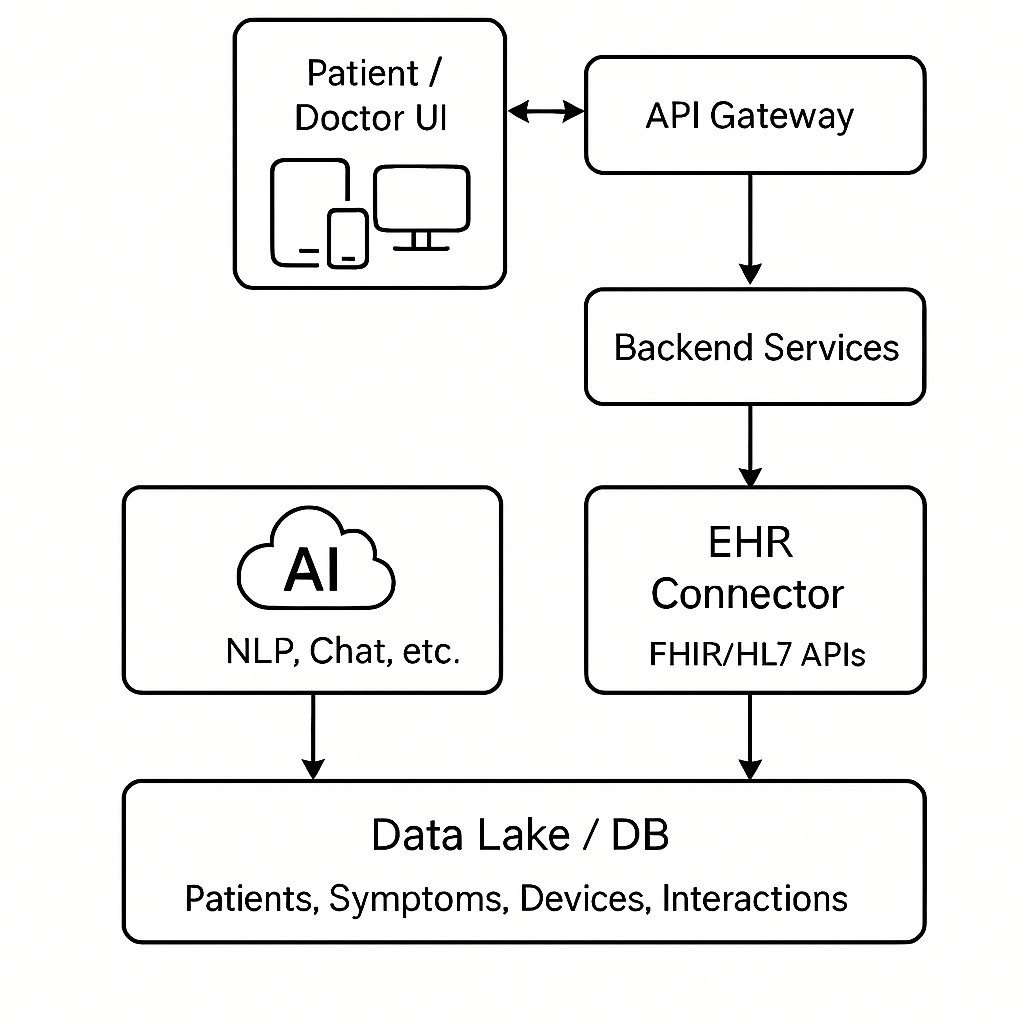 Patient /
Doctor UI
API Gateway
Backend Services
AI
NLP, Chat, etc.
EHR
Connector
FHIR/HL7 APIs
Data Lake / DB
Patients, Symptoms, Devices, Interactions